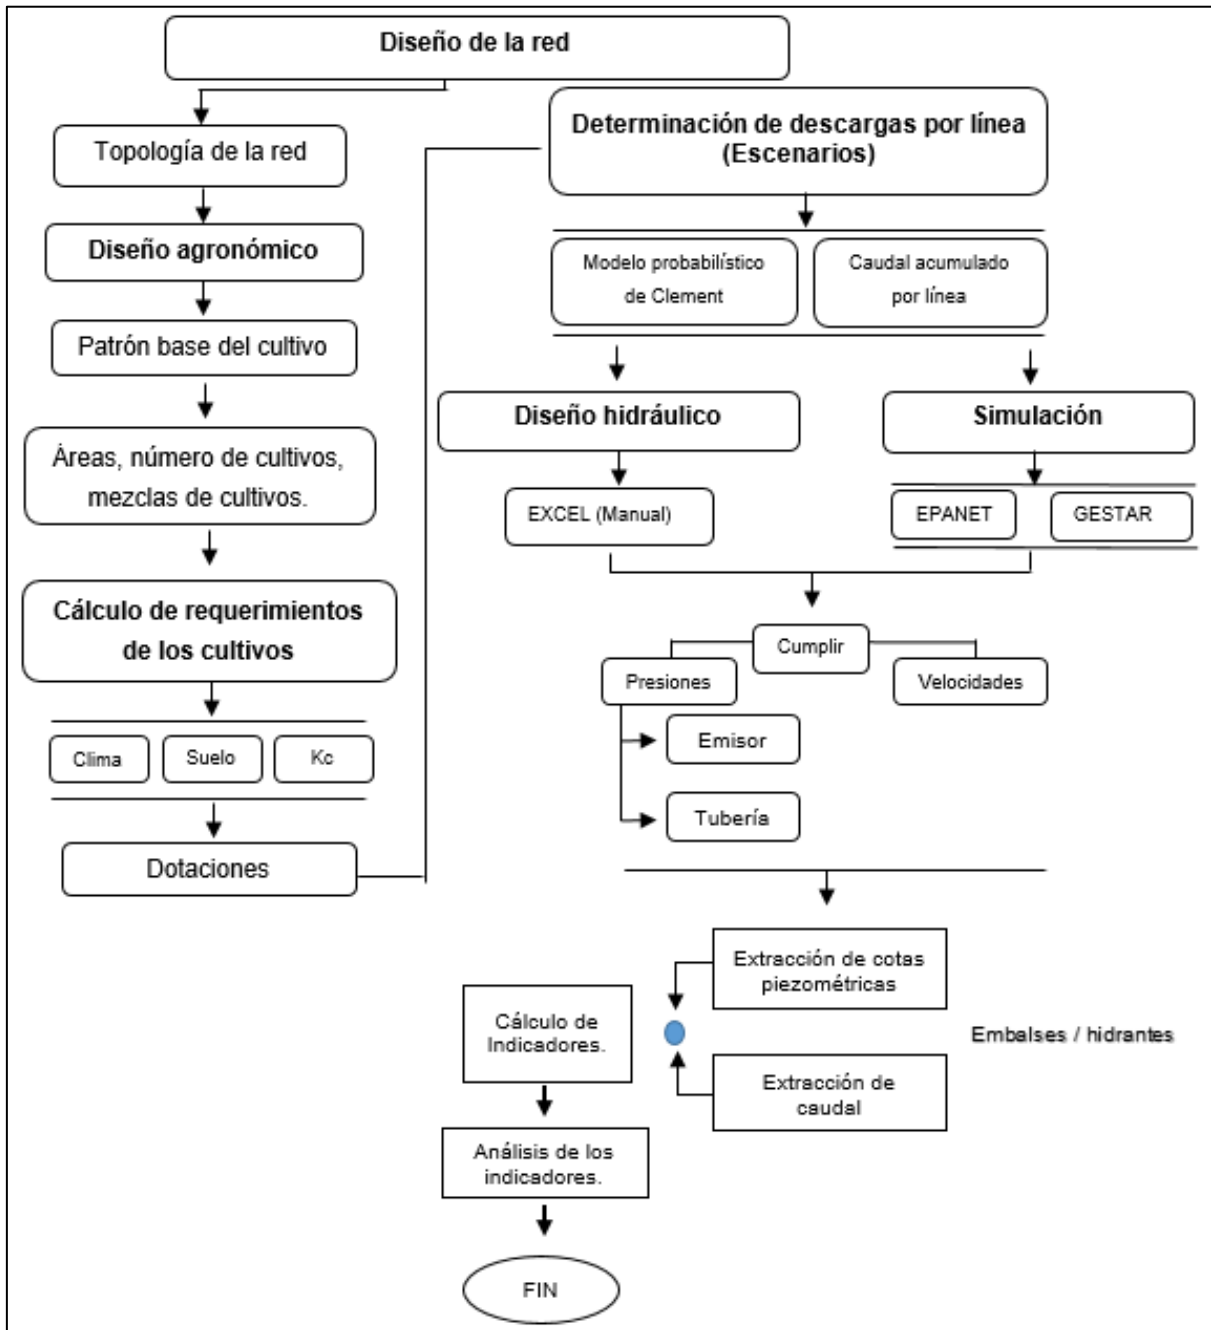 Diseño de la red
Topología de la red
Diseño agronómico
Patrón base del cultivo
Áreas, número de cultivos,
mezclas de cultivos.
Cálculo de requerimientos
de los cultivos
Clima
Suelo
Kc
Dotaciones
Determinación de descargas por línea
(Escenarios)
Modelo probabilístico
de Clement
Caudal acumulado
por línea
Diseño hidráulico
Simulación
EXCEL (Manual)
EPANET
GESTAR
Cumplir
Presiones
Velocidades
Emisor
Tubería
Extracción de cotas
piezométricas
Embalses / hidrantes
Extracción de
caudal
Cálculo de
Indicadores.
Análisis de los
indicadores.
FIN